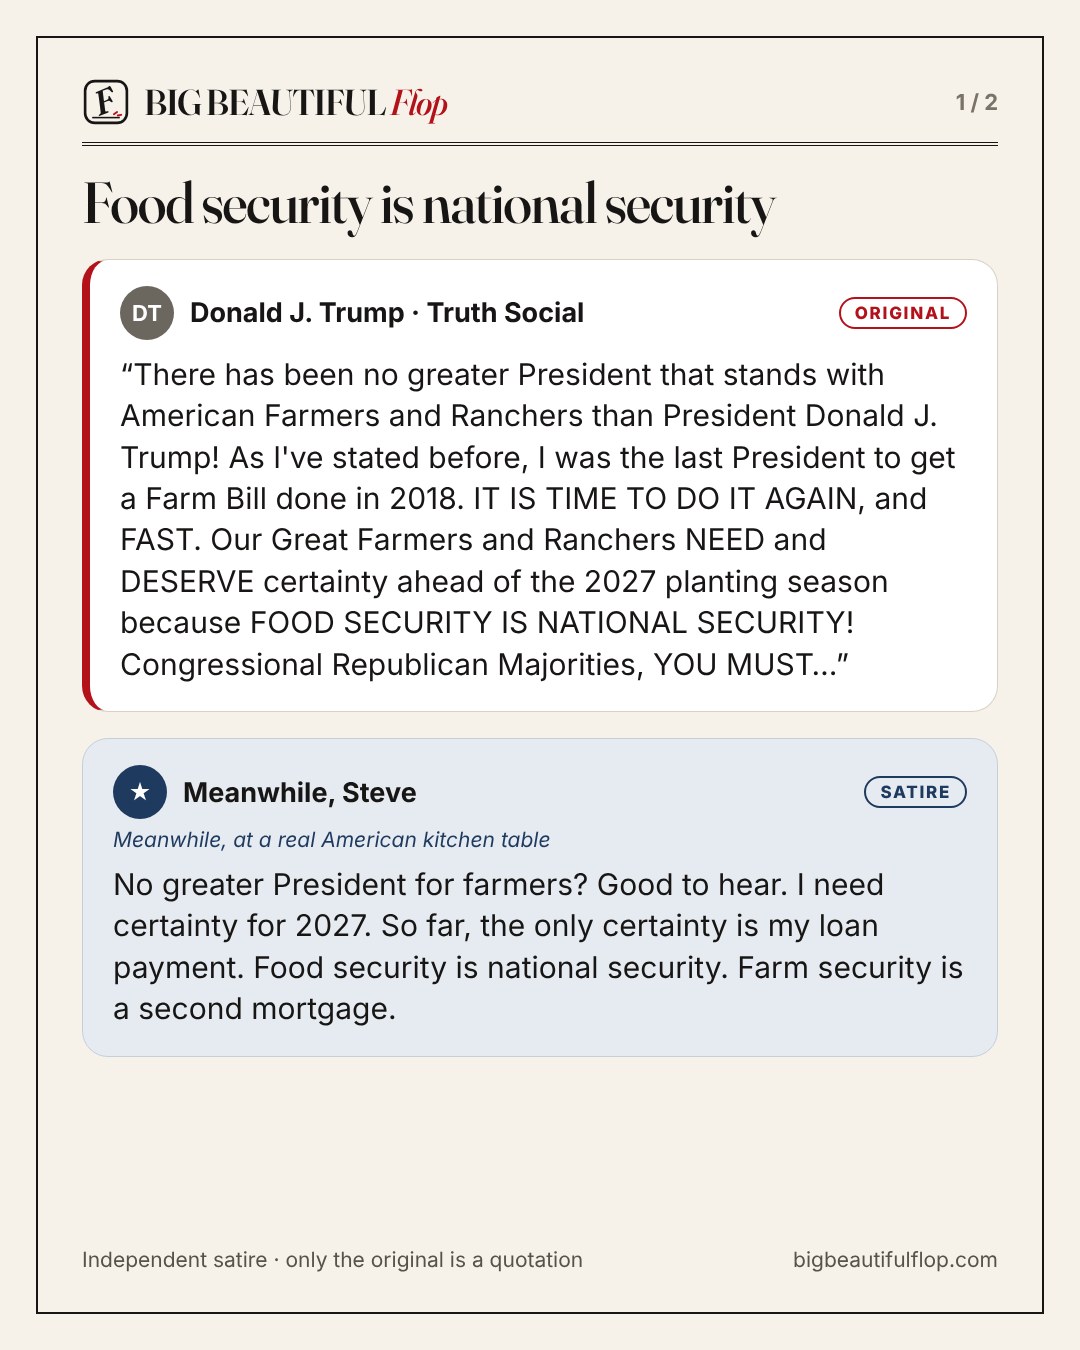 F
BIG BEAUTIFUL Flop
1 / 2
Food security is national security
DT
Donald J. Trump · Truth Social
ORIGINAL
“There has been no greater President that stands with
American Farmers and Ranchers than President Donald J.
Trump! As I've stated before, I was the last President to get
a Farm Bill done in 2018. IT IS TIME TO DO IT AGAIN, and
FAST. Our Great Farmers and Ranchers NEED and
DESERVE certainty ahead of the 2027 planting season
because FOOD SECURITY IS NATIONAL SECURITY!
Congressional Republican Majorities, YOU MUST…”
Meanwhile, Steve
SATIRE
Meanwhile, at a real American kitchen table
No greater President for farmers? Good to hear. I need
certainty for 2027. So far, the only certainty is my loan
payment. Food security is national security. Farm security is
a second mortgage.
Independent satire · only the original is a quotation
bigbeautifulflop.com